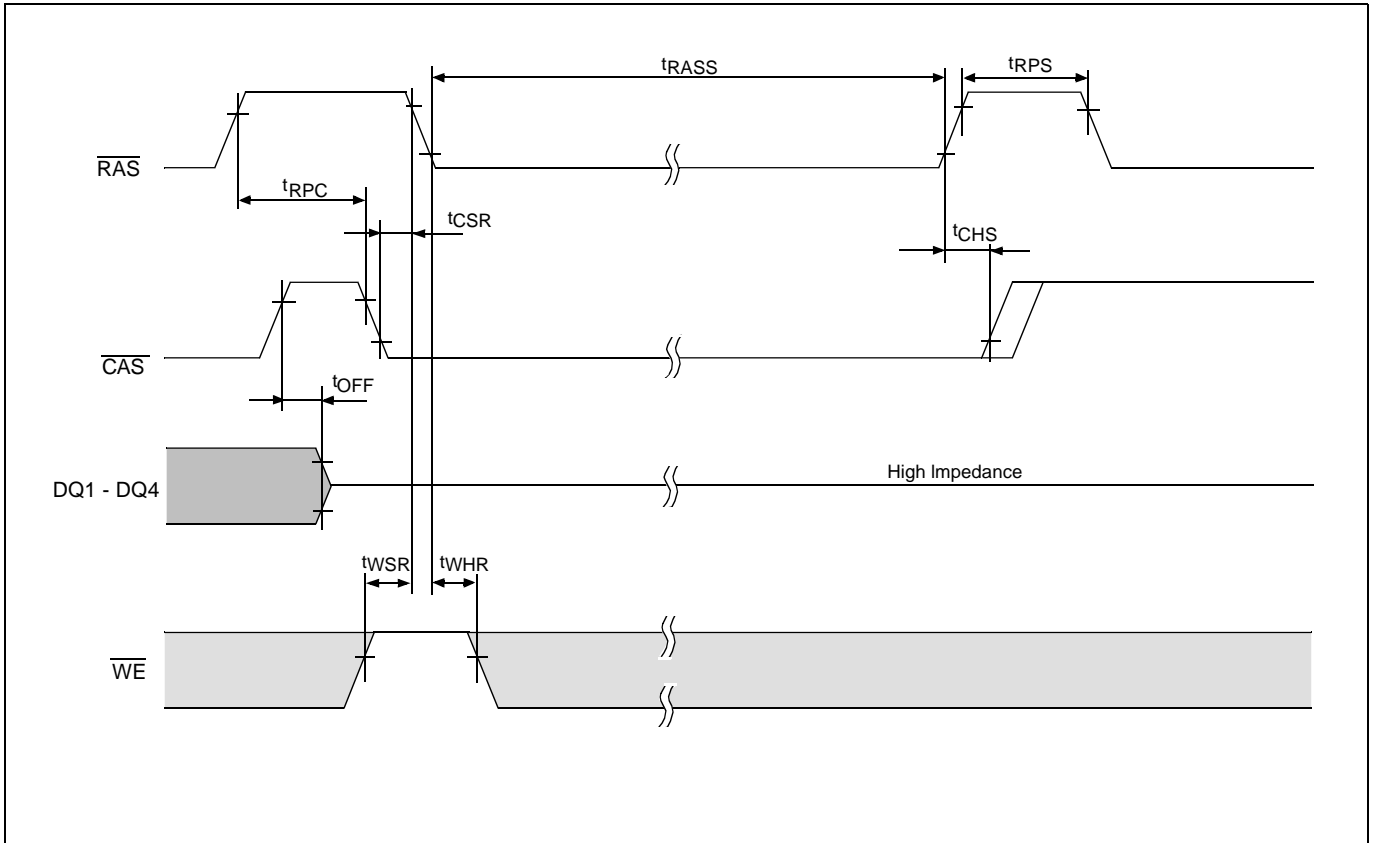 tRASS
tRPS
RAS
tRPC
tCSR
tCHS
CAS
tOFF
DQ1 - DQ4
High Impedance
tWSR
tWHR
WE